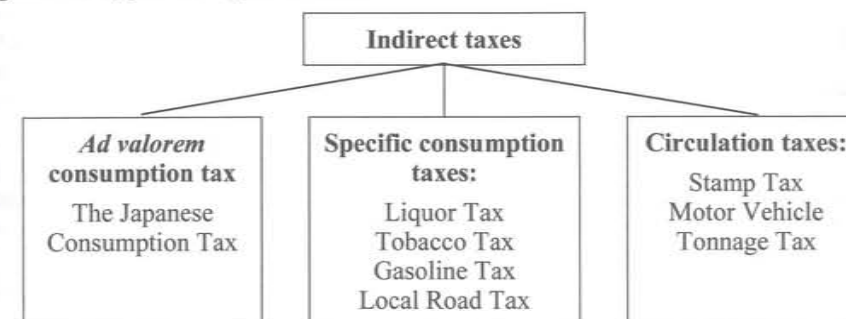 Indirect taxes
Ad valorem
consumption tax
The Japanese
Consumption Tax
Specific consumption
taxes:
Liquor Tax
Tobacco Tax
Gasoline Tax
Local Road Tax
Circulation taxes:
Stamp Tax
Motor Vehicle
Tonnage Tax